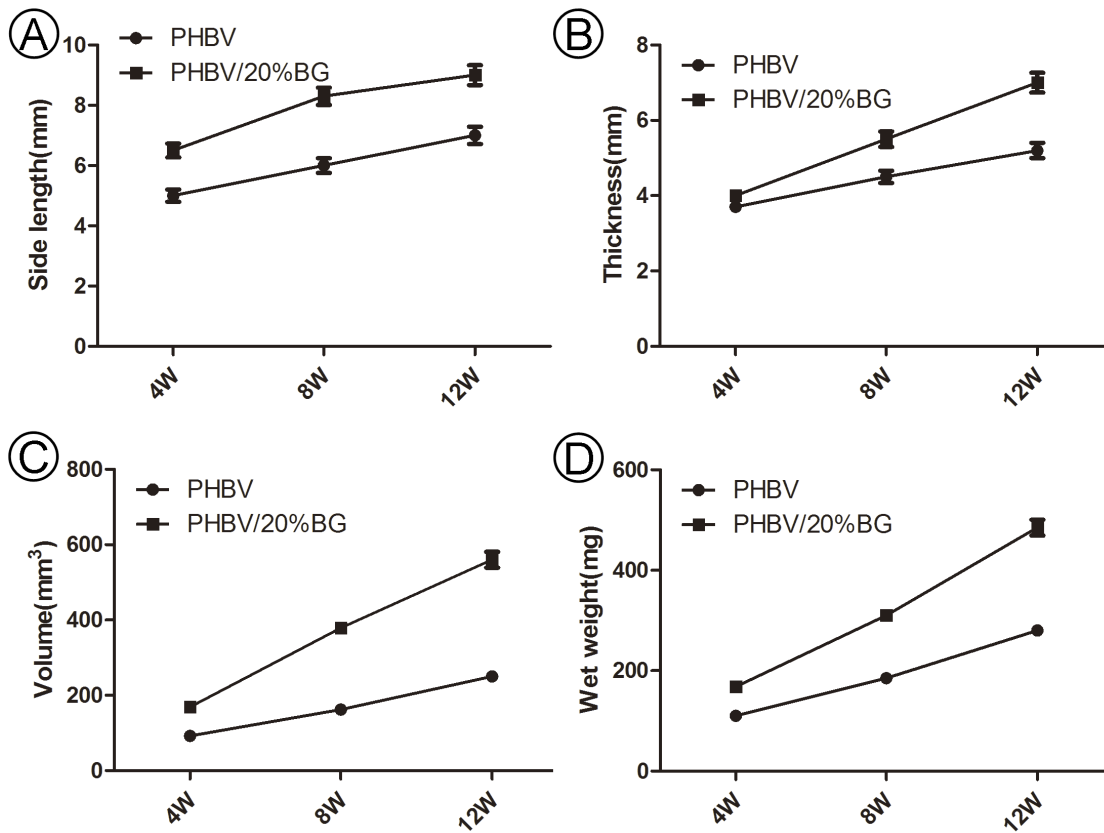 A
PHBV
PHBV/20%BG
Side length(mm)
10
8
6
4
2
0
4W
8W
12W
B
PHBV
PHBV/20%BG
Thickness(mm)
8
6
4
2
0
4W
8W
12W
C
PHBV
PHBV/20%BG
Volume(mm³)
800
600
400
200
0
4W
8W
12W
D
PHBV
PHBV/20%BG
Wet weight(mg)
600
400
200
0
4W
8W
12W